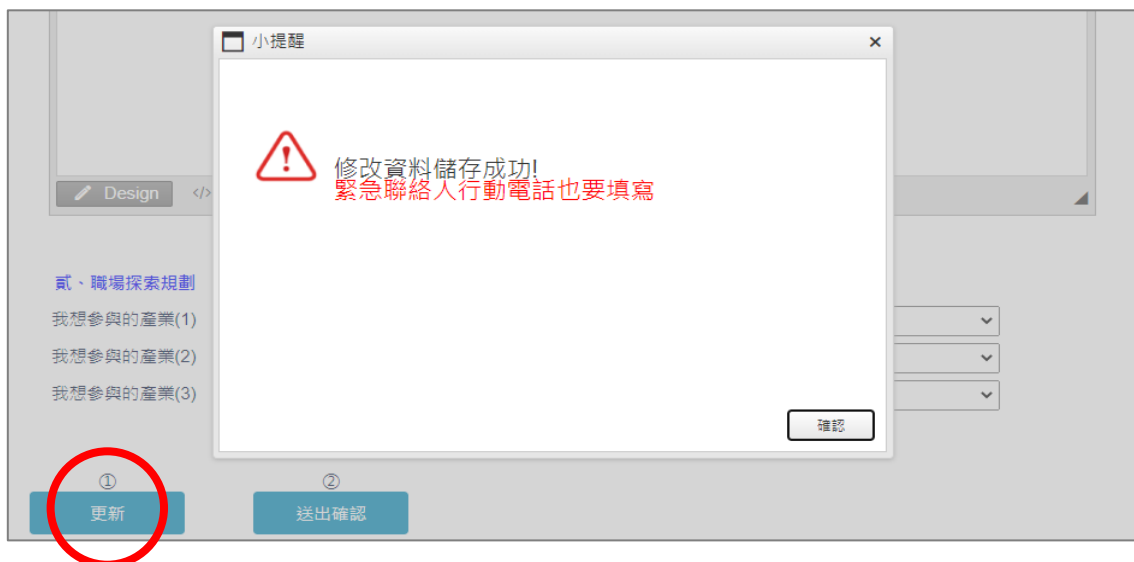 小提醒
修改資料儲存成功!
緊急聯絡人行動電話也要填寫
Design </>
貳、職場探索規劃
我想參與的產業(1)
我想參與的產業(2)
我想參與的產業(3)
確認
① ②
更新 送出確認